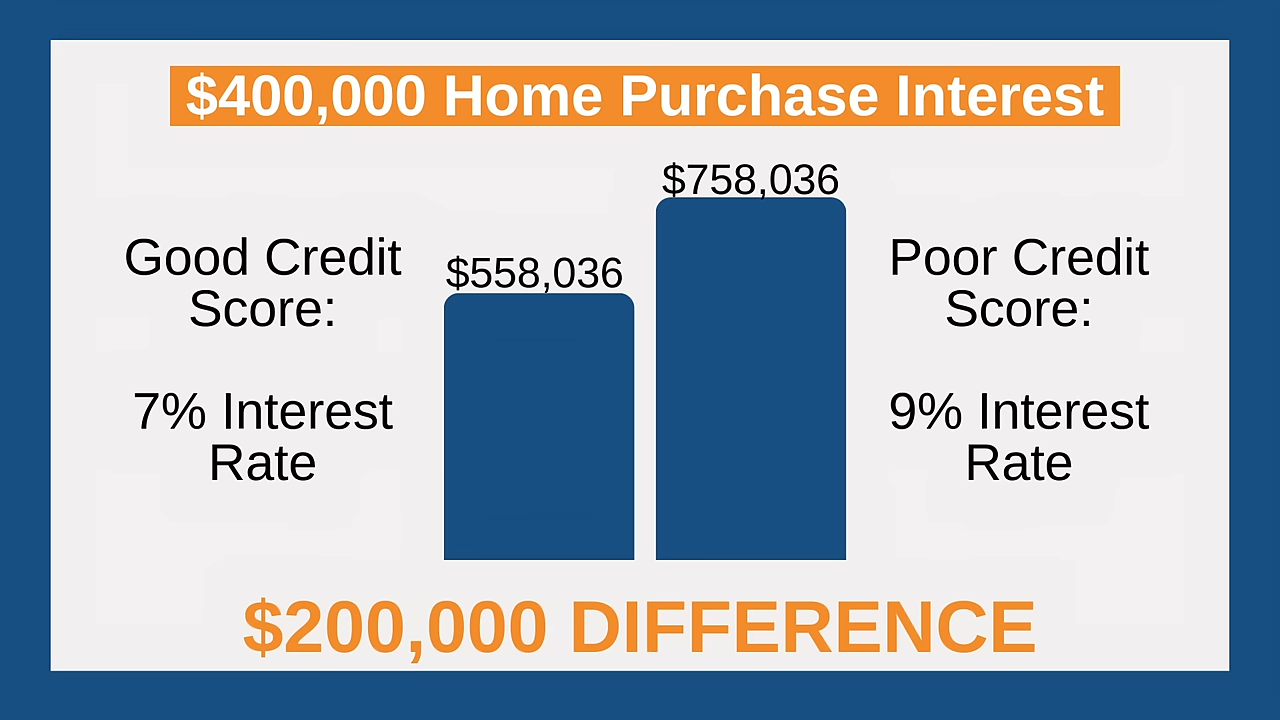 $400,000 Home Purchase Interest
$758,036
$558,036
Good Credit
Score:
7% Interest
Rate
Poor Credit
Score:
9% Interest
Rate
$200,000 DIFFERENCE